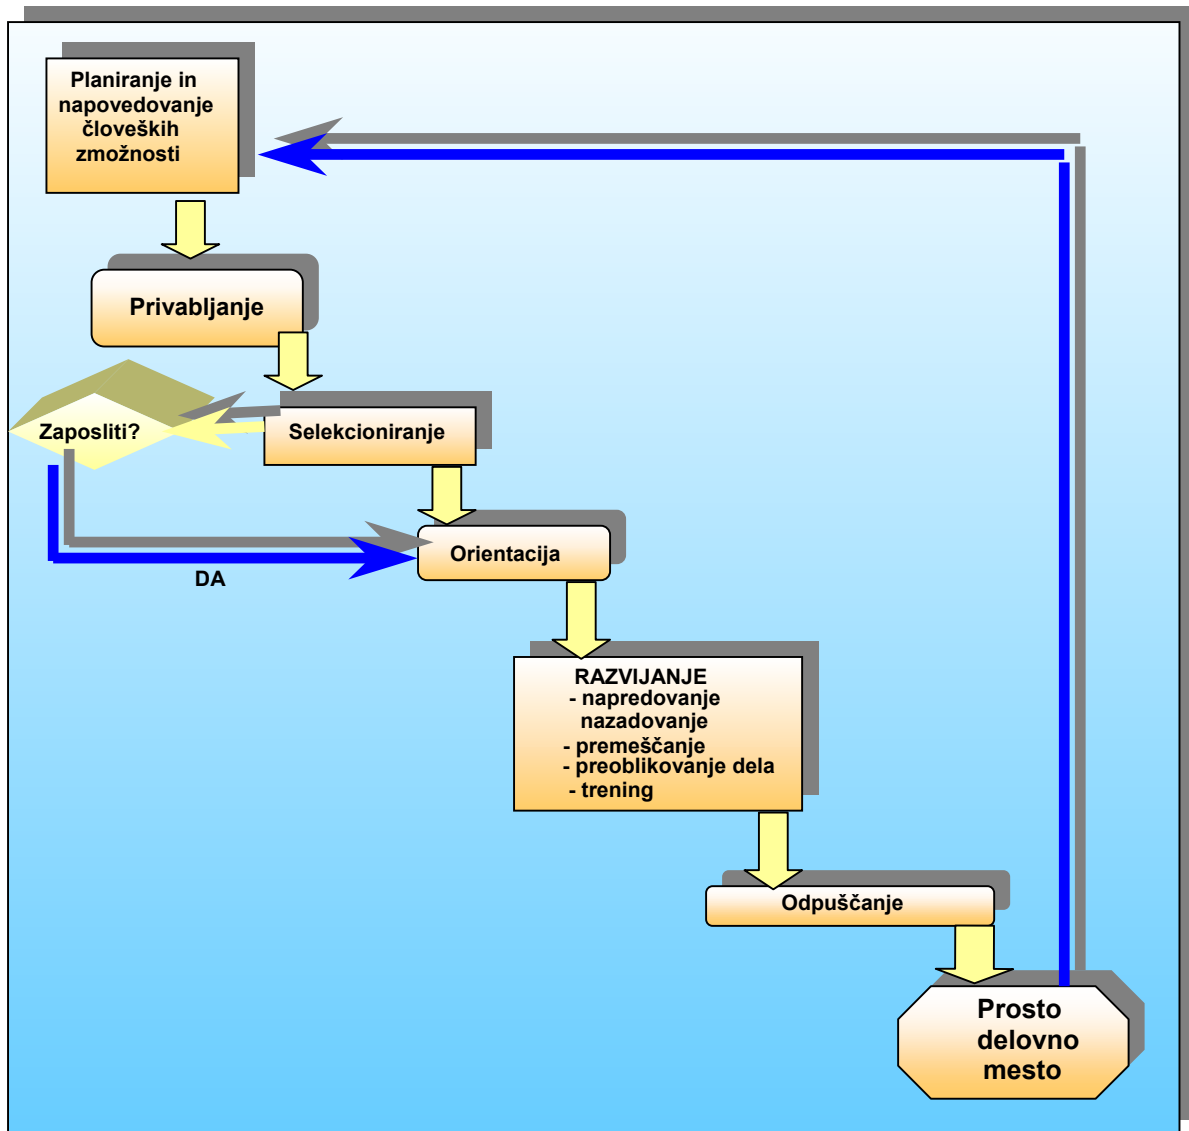 Planiranje in
napovedovanje
človeških
zmožnosti
Privabljanje
Zaposliti?
Selekcioniranje
Orientacija
DA
RAZVIJANJE
- napredovanje
nazadovanje
- premeščanje
- preoblikovanje dela
- trening
Odpuščanje
Prosto
delovno
mesto